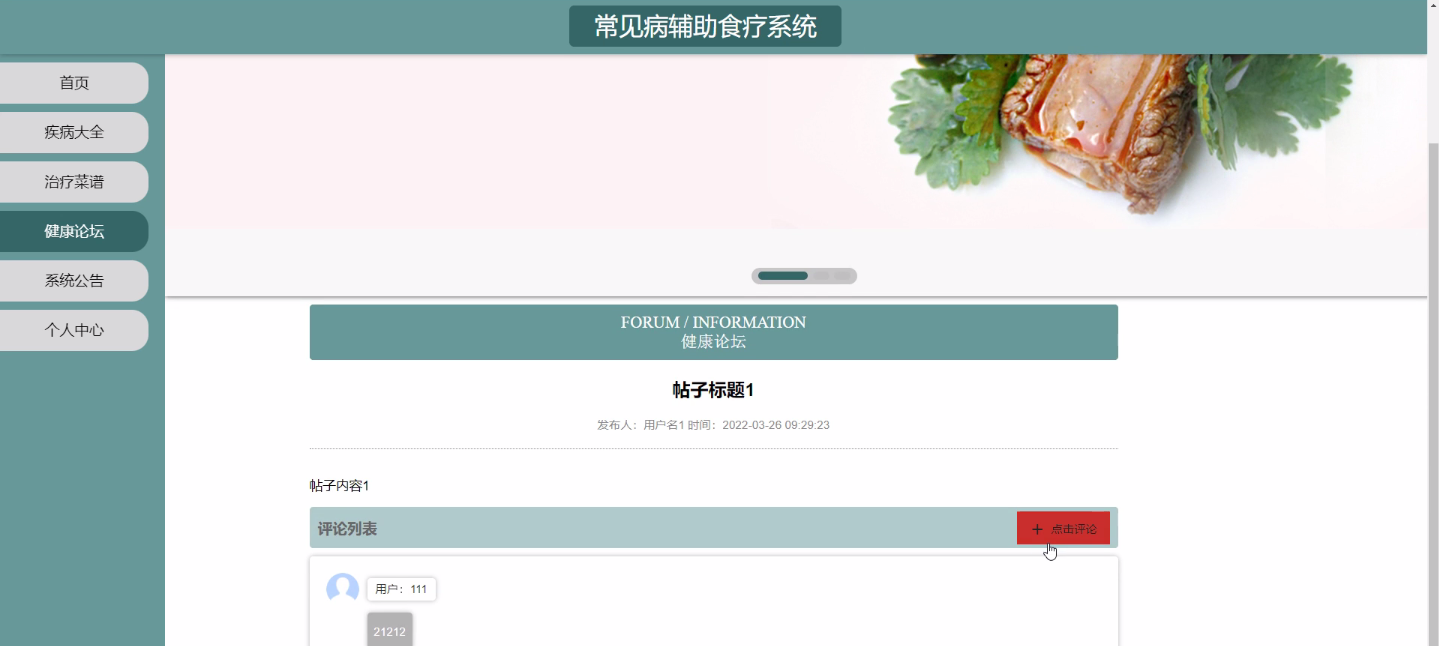 常见病辅助食疗系统
首页
疾病大全
治疗菜谱
健康论坛
系统公告
个人中心
FORUM / INFORMATION
健康论坛
帖子标题1
发布人：用户名1 时间：2022-03-26 09:29:23
帖子内容1
评论列表
＋ 点击评论
用户：111
21212